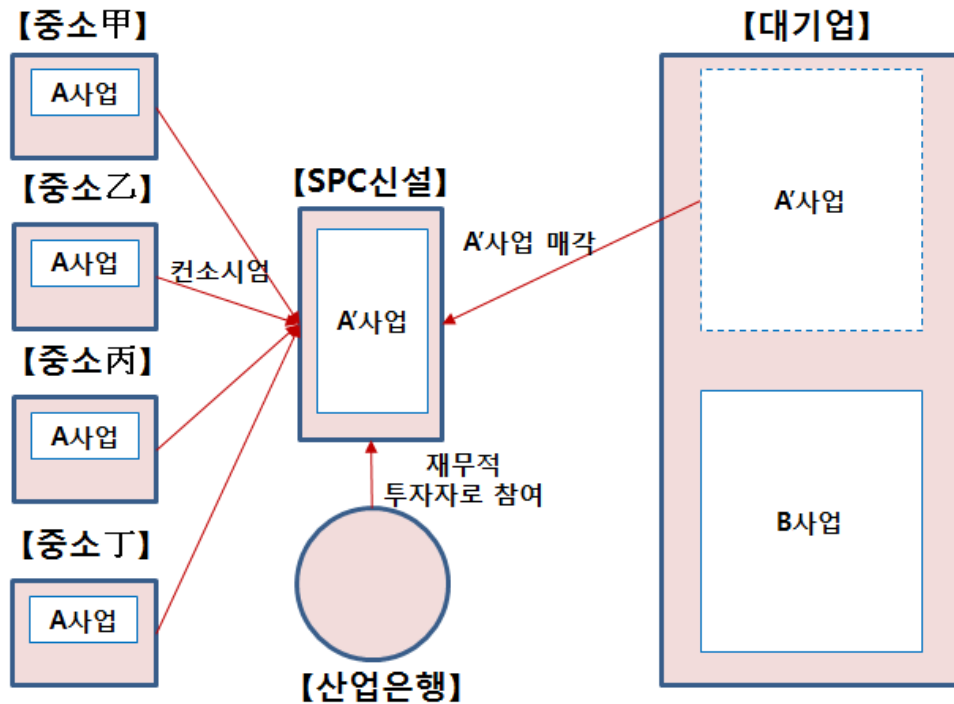 【중소甲】
A사업
【중소乙】
A사업
【중소丙】
A사업
【중소丁】
A사업
컨소시엄
【SPC신설】
A′사업
재무적
투자자로 참여
【산업은행】
A′사업 매각
【대기업】
A′사업
B사업